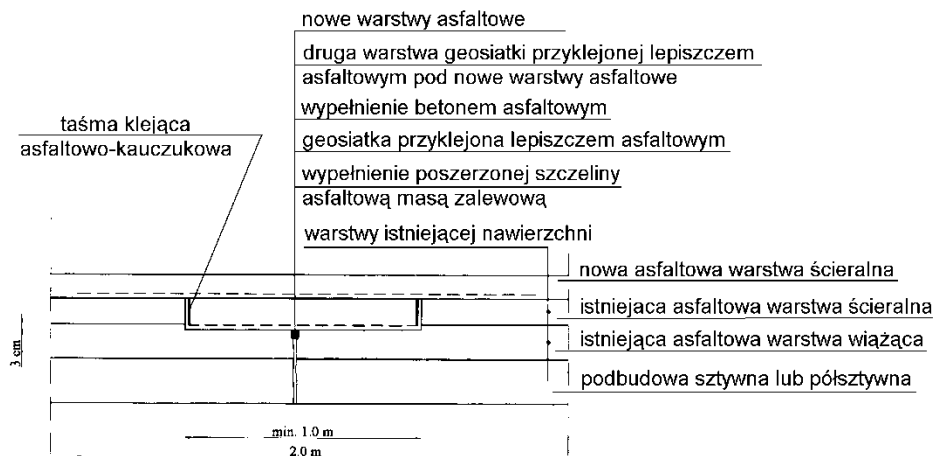 nowe warstwy asfaltowe
druga warstwa geosiatki przyklejonej lepiszczem
asfaltowym pod nowe warstwy asfaltowe
wypełnienie betonem asfaltowym
taśma klejąca
asfaltowo-kauczukowa
geosiatka przyklejona lepiszczem asfaltowym
wypełnienie poszerzonej szczeliny
asfaltową masą zalewową
warstwy istniejącej nawierzchni
nowa asfaltowa warstwa ścieralna
istniejaca asfaltowa warstwa ścieralna
istniejąca asfaltowa warstwa wiążąca
podbudowa sztywna lub półsztywna
3 cm
min. 1.0 m
2.0 m